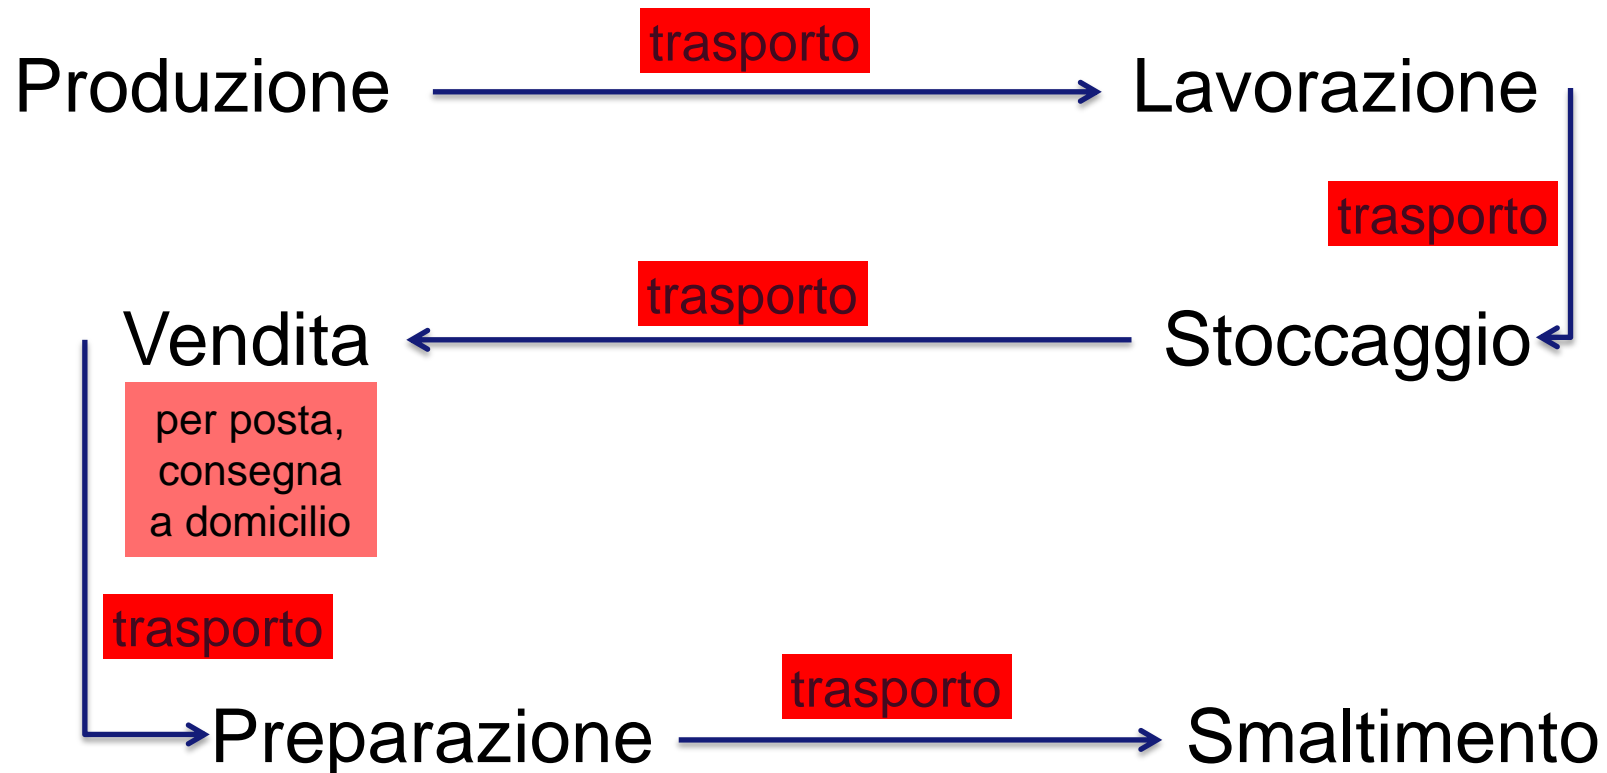 trasporto
Produzione
Lavorazione
trasporto
trasporto
Vendita
Stoccaggio
per posta,
consegna
a domicilio
trasporto
trasporto
Preparazione
Smaltimento